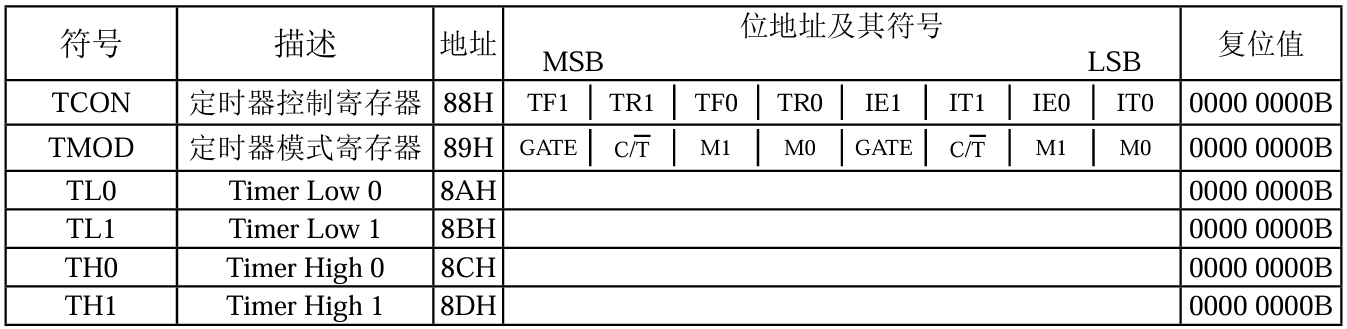 符号 描述 地址 位地址及其符号 复位值
MSB LSB
TCON 定时器控制寄存器 88H TF1 TR1 TF0 TR0 IE1 IT1 IE0 IT0 0000 0000B
TMOD 定时器模式寄存器 89H GATE C/T̅ M1 M0 GATE C/T̅ M1 M0 0000 0000B
TL0 Timer Low 0 8AH 0000 0000B
TL1 Timer Low 1 8BH 0000 0000B
TH0 Timer High 0 8CH 0000 0000B
TH1 Timer High 1 8DH 0000 0000B